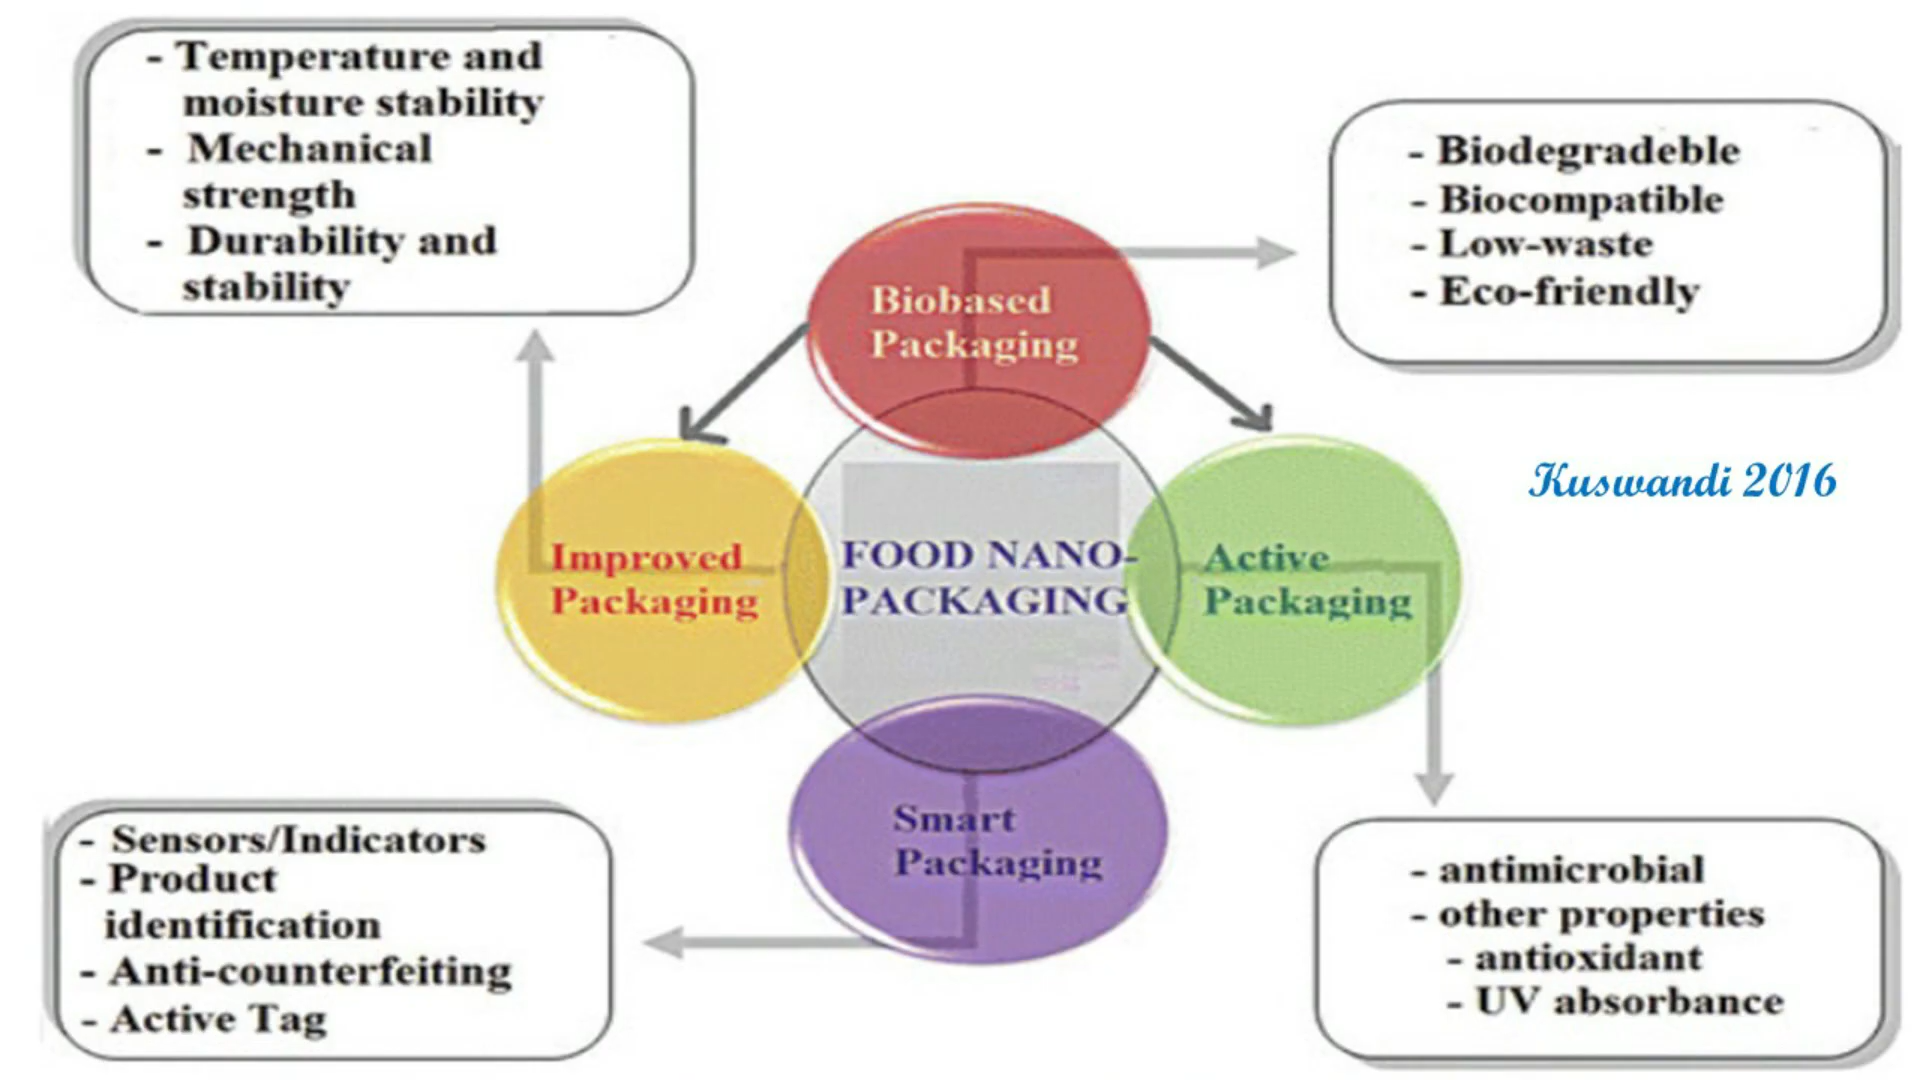 - Temperature and
moisture stability
- Mechanical
strength
- Durability and
stability
- Biodegradeble
- Biocompatible
- Low-waste
- Eco-friendly
Biobased
Packaging
Kuswandi 2016
Improved
Packaging
FOOD NANO-
PACKAGING
Active
Packaging
Smart
Packaging
- Sensors/Indicators
- Product
identification
- Anti-counterfeiting
- Active Tag
- antimicrobial
- other properties
- antioxidant
- UV absorbance